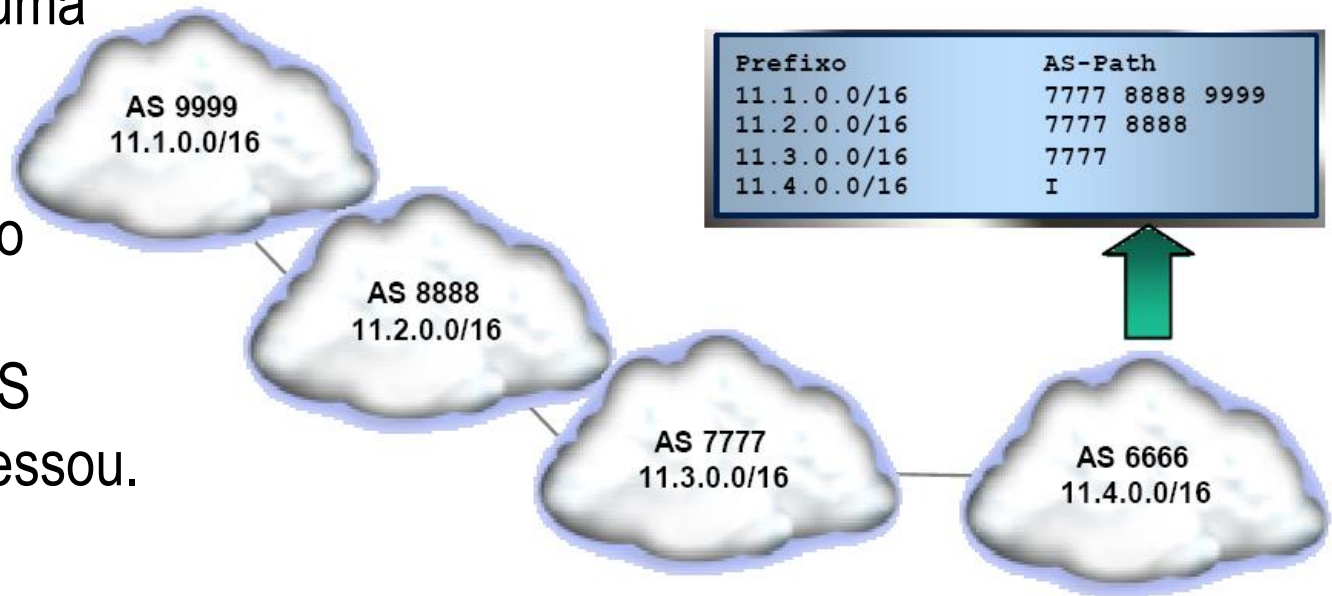 uma
o
S
essou.
AS 9999
11.1.0.0/16
AS 8888
11.2.0.0/16
AS 7777
11.3.0.0/16
AS 6666
11.4.0.0/16
Prefixo AS-Path
11.1.0.0/16 7777 8888 9999
11.2.0.0/16 7777 8888
11.3.0.0/16 7777
11.4.0.0/16 I